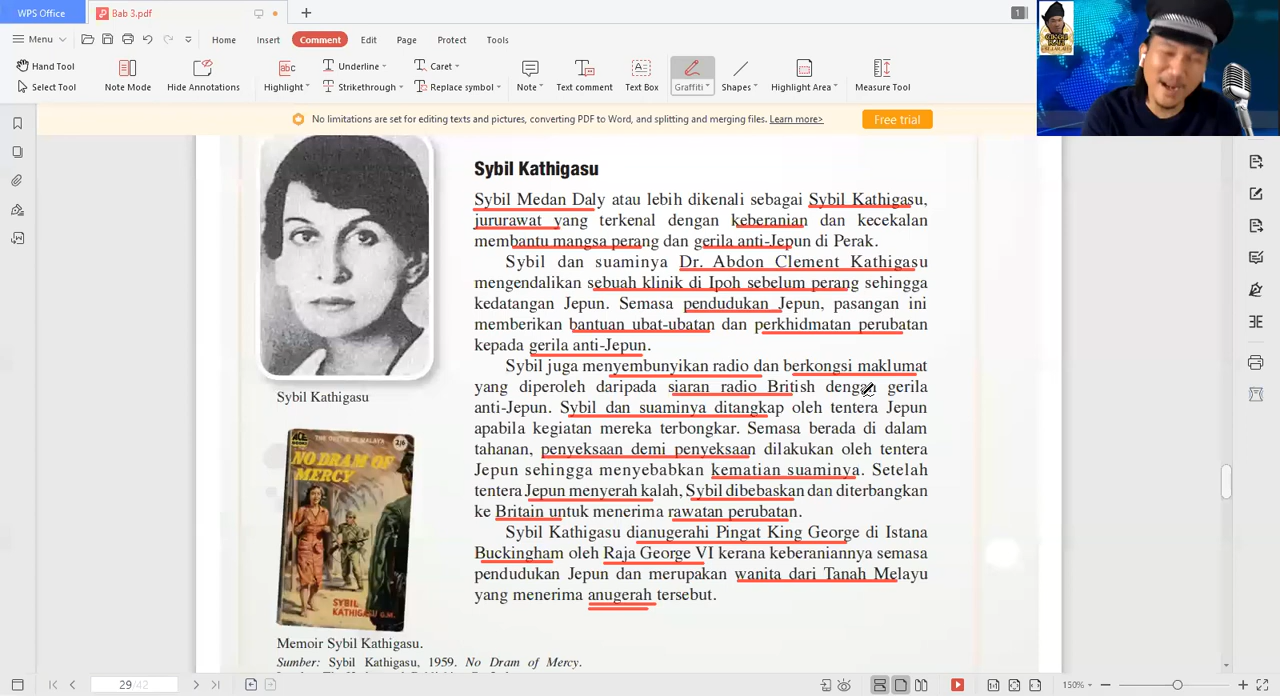 WPS Office
Bab 3.pdf
1
Menu
Home
Insert
Comment
Edit
Page
Protect
Tools
Hand Tool
Select Tool
Note Mode
Hide Annotations
Highlight
Underline
Strikethrough
Caret
Replace symbol
Note
Text comment
Text Box
Graffiti
Shapes
Highlight Area
Measure Tool
No limitations are set for editing texts and pictures, converting PDF to Word, and splitting and merging files. Learn more>
Free trial
Sybil Kathigasu
Sybil Medan Daly atau lebih dikenali sebagai Sybil Kathigasu,
jururawat yang terkenal dengan keberanian dan kecekalan
membantu mangsa perang dan gerila anti-Jepun di Perak.
Sybil dan suaminya Dr. Abdon Clement Kathigasu
mengendalikan sebuah klinik di Ipoh sebelum perang sehingga
kedatangan Jepun. Semasa pendudukan Jepun, pasangan ini
memberikan bantuan ubat-ubatan dan perkhidmatan perubatan
kepada gerila anti-Jepun.
Sybil juga menyembunyikan radio dan berkongsi maklumat
yang diperoleh daripada siaran radio British dengan gerila
anti-Jepun. Sybil dan suaminya ditangkap oleh tentera Jepun
apabila kegiatan mereka terbongkar. Semasa berada di dalam
tahanan, penyeksaan demi penyeksaan dilakukan oleh tentera
Jepun sehingga menyebabkan kematian suaminya. Setelah
tentera Jepun menyerah kalah, Sybil dibebaskan dan diterbangkan
ke Britain untuk menerima rawatan perubatan.
Sybil Kathigasu dianugerahi Pingat King George di Istana
Buckingham oleh Raja George VI kerana keberaniannya semasa
pendudukan Jepun dan merupakan wanita dari Tanah Melayu
yang menerima anugerah tersebut.
Sybil Kathigasu
ACE
2/6
NO DRAM OF
MERCY
SYBIL
KATHIGASU G.M.
Memoir Sybil Kathigasu.
Sumber: Sybil Kathigasu, 1959. No Dram of Mercy.
29/42
150%